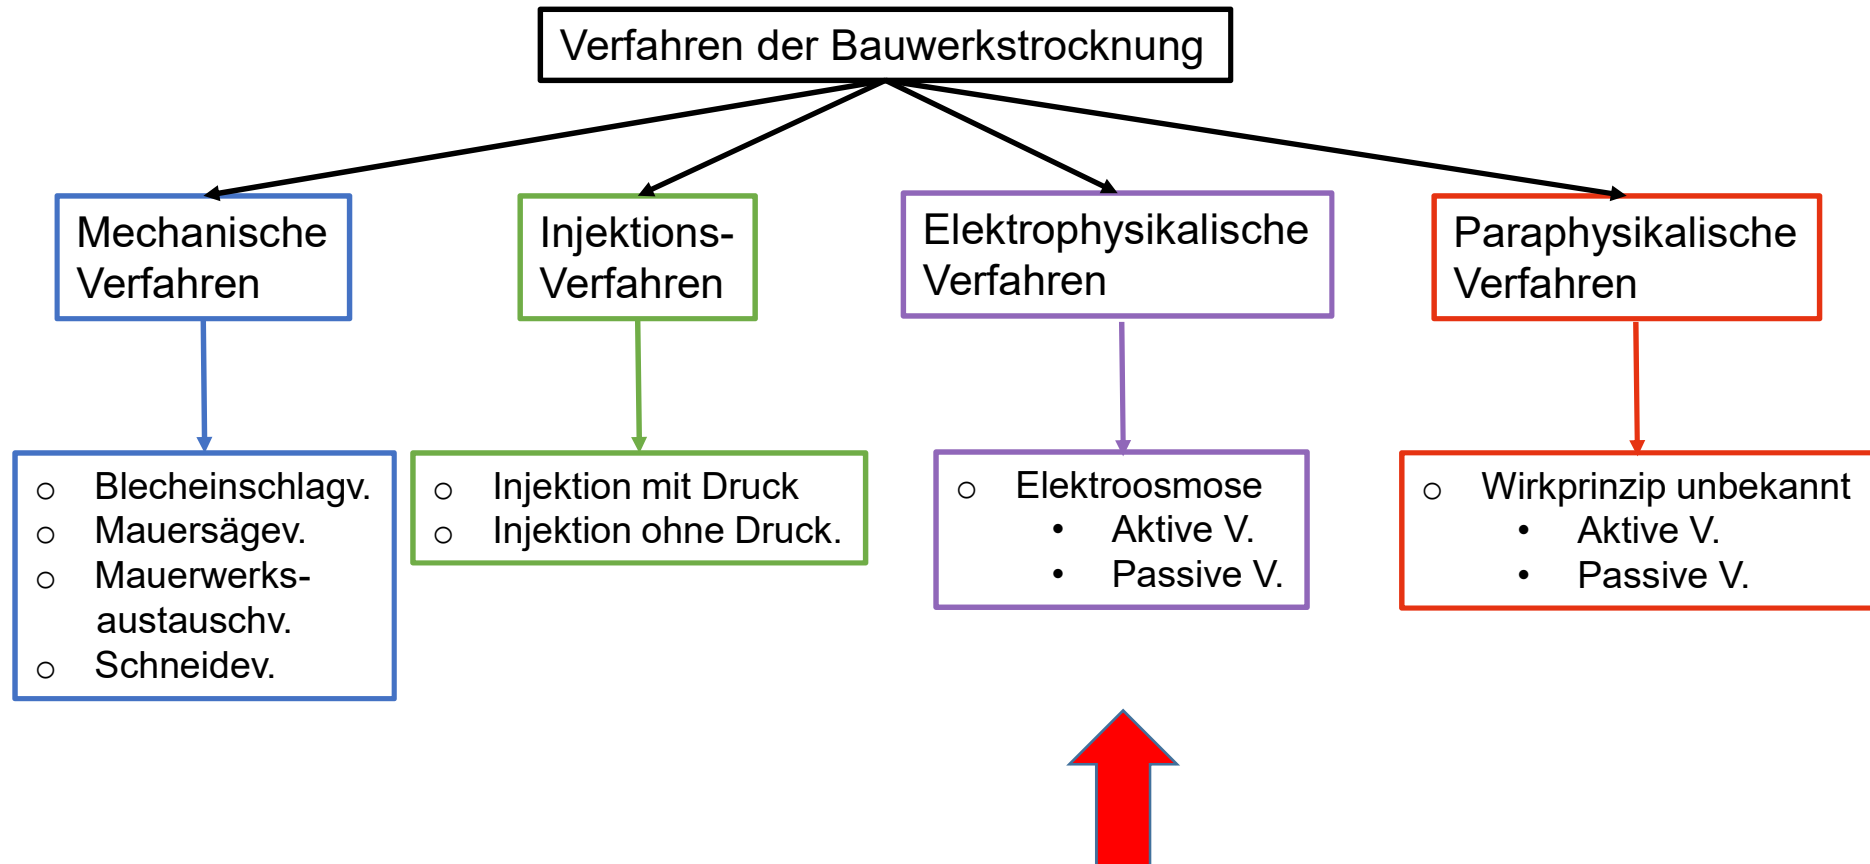 Verfahren der Bauwerkstrocknung
Mechanische
Verfahren
Injektions-
Verfahren
Elektrophysikalische
Verfahren
Paraphysikalische
Verfahren
○ Blecheinschlagv.
○ Mauersägev.
○ Mauerwerks-
austauschv.
○ Schneidev.
○ Injektion mit Druck
○ Injektion ohne Druck.
○ Elektroosmose
• Aktive V.
• Passive V.
○ Wirkprinzip unbekannt
• Aktive V.
• Passive V.